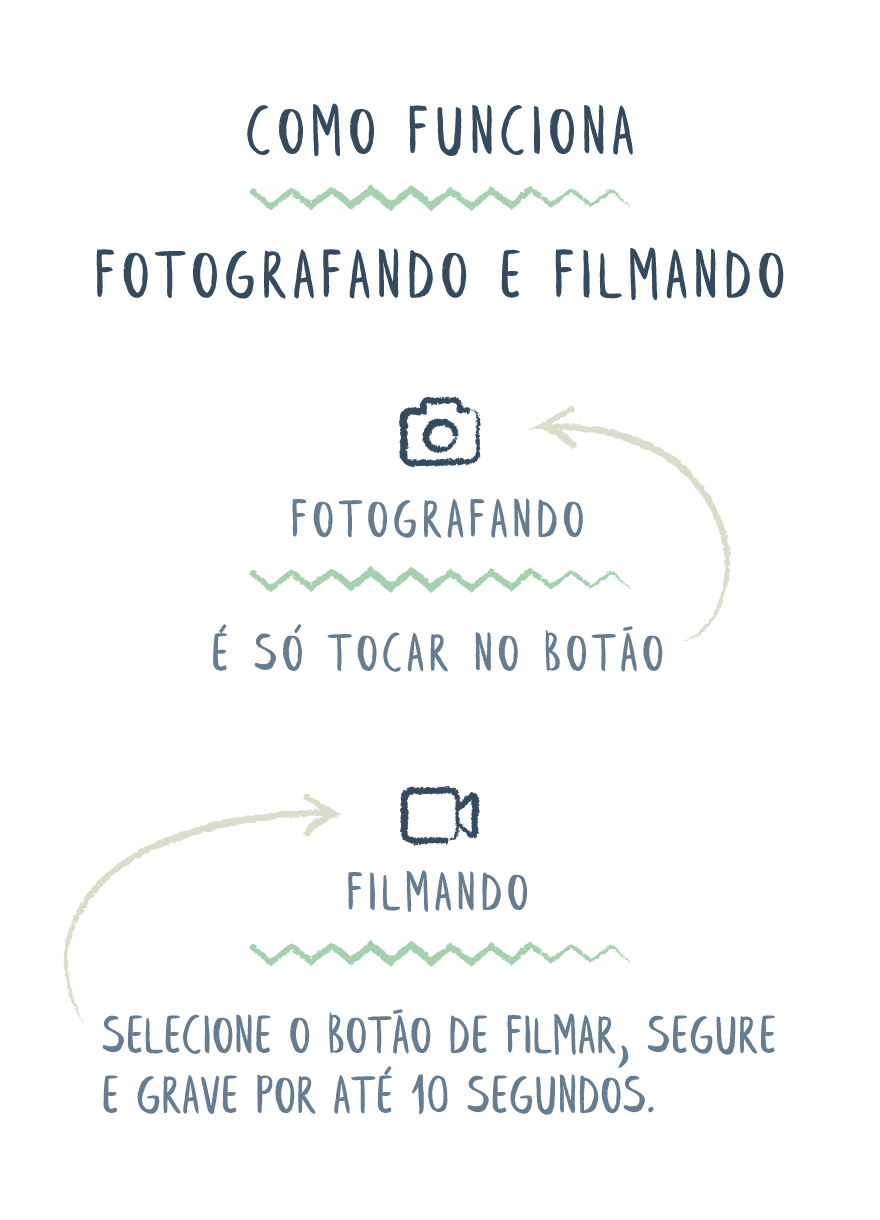 COMO FUNCIONA
FOTOGRAFANDO E FILMANDO
FOTOGRAFANDO
É SÓ TOCAR NO BOTÃO
FILMANDO
SELECIONE O BOTÃO DE FILMAR, SEGURE
E GRAVE POR ATÉ 10 SEGUNDOS.